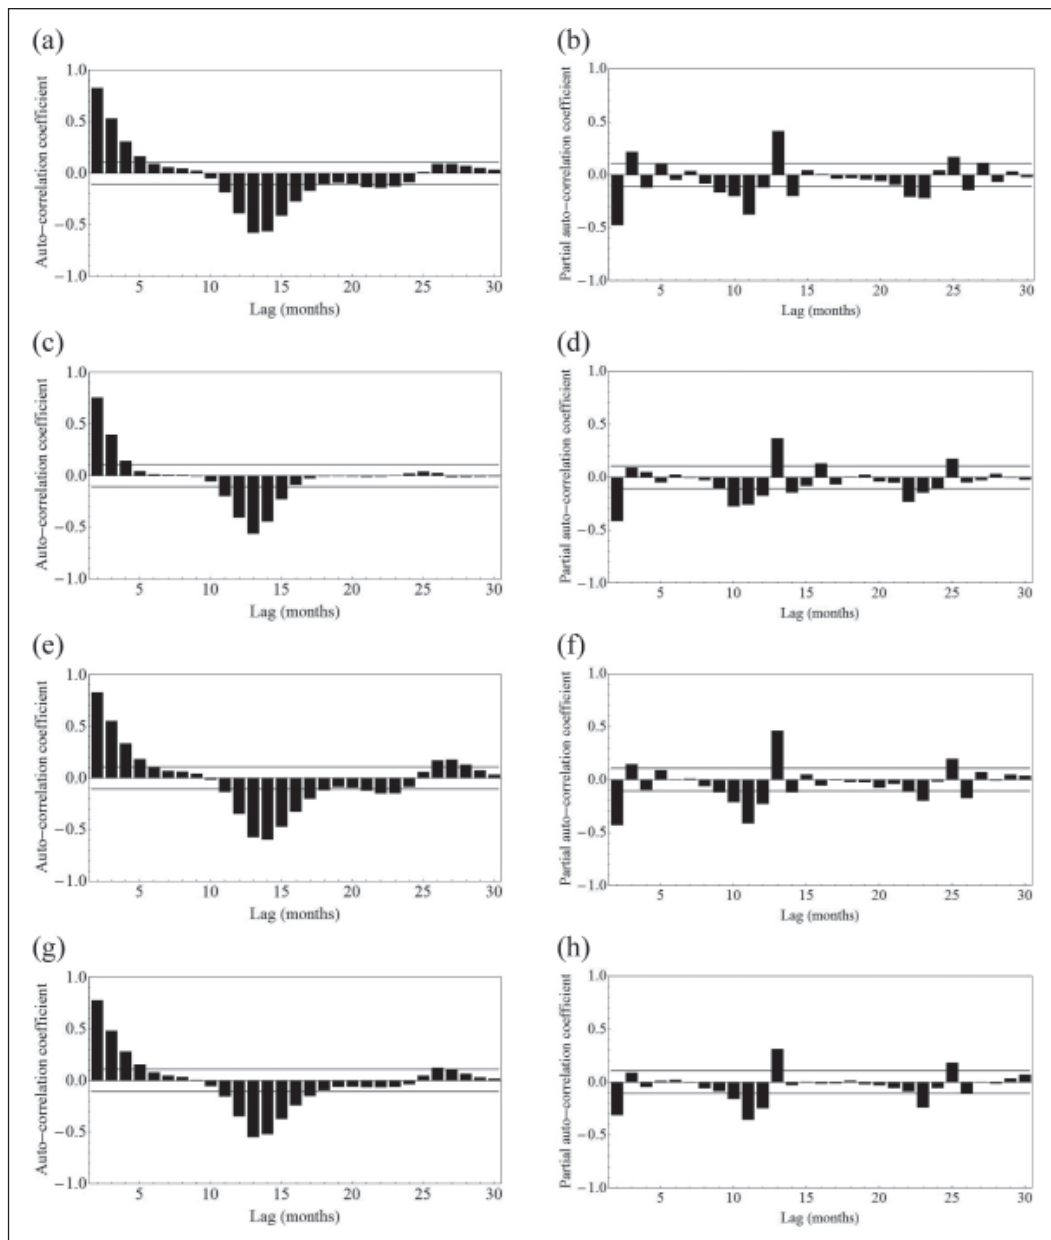 (a)
Auto−correlation coefficient
1.0
0.5
0.0
−0.5
−1.0
5 10 15 20 25 30
Lag (months)
(b)
Partial auto−correlation coefficient
1.0
0.5
0.0
−0.5
−1.0
5 10 15 20 25 30
Lag (months)
(c)
Auto−correlation coefficient
1.0
0.5
0.0
−0.5
−1.0
5 10 15 20 25 30
Lag (months)
(d)
Partial auto−correlation coefficient
1.0
0.5
0.0
−0.5
−1.0
5 10 15 20 25 30
Lag (months)
(e)
Auto−correlation coefficient
1.0
0.5
0.0
−0.5
−1.0
5 10 15 20 25 30
Lag (months)
(f)
Partial auto−correlation coefficient
1.0
0.5
0.0
−0.5
−1.0
5 10 15 20 25 30
Lag (months)
(g)
Auto−correlation coefficient
1.0
0.5
0.0
−0.5
−1.0
5 10 15 20 25 30
Lag (months)
(h)
Partial auto−correlation coefficient
1.0
0.5
0.0
−0.5
−1.0
5 10 15 20 25 30
Lag (months)